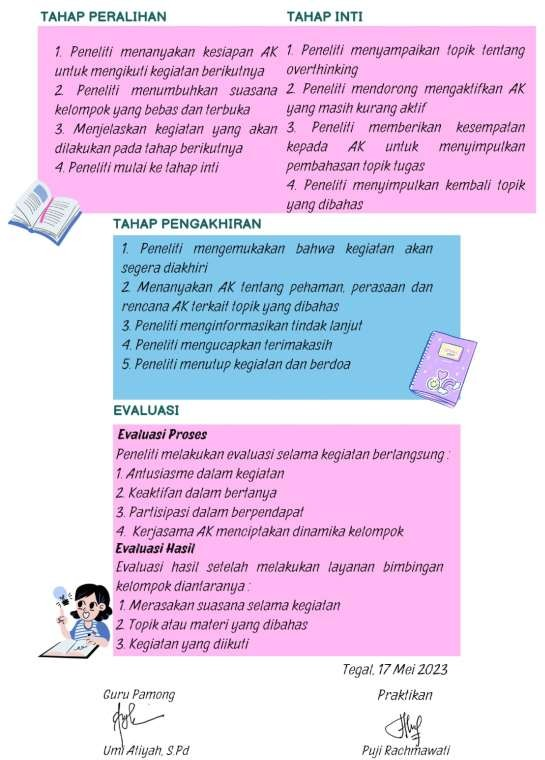 TAHAP PERALIHAN
1. Peneliti menanyakan kesiapan AK
untuk mengikuti kegiatan berikutnya
2. Peneliti menumbuhkan suasana
kelompok yang bebas dan terbuka
3. Menjelaskan kegiatan yang akan
dilakukan pada tahap berikutnya
4. Peneliti mulai ke tahap inti
TAHAP INTI
1. Peneliti menyampaikan topik tentang
overthinking
2. Peneliti mendorong mengaktifkan AK
yang masih kurang aktif
3. Peneliti memberikan kesempatan
kepada AK untuk menyimpulkan
pembahasan topik tugas
4. Peneliti menyimpulkan kembali topik
yang dibahas
TAHAP PENGAKHIRAN
1. Peneliti mengemukakan bahwa kegiatan akan
segera diakhiri
2. Menanyakan AK tentang pehaman, perasaan dan
rencana AK terkait topik yang dibahas
3. Peneliti menginformasikan tindak lanjut
4. Peneliti mengucapkan terimakasih
5. Peneliti menutup kegiatan dan berdoa
EVALUASI
Evaluasi Proses
Peneliti melakukan evaluasi selama kegiatan berlangsung :
1. Antusiasme dalam kegiatan
2. Keaktifan dalam bertanya
3. Partisipasi dalam berpendapat
4. Kerjasama AK menciptakan dinamika kelompok
Evaluasi Hasil
Evaluasi hasil setelah melakukan layanan bimbingan
kelompok diantaranya :
1. Merasakan suasana selama kegiatan
2. Topik atau materi yang dibahas
3. Kegiatan yang diikuti
Tegal, 17 Mei 2023
Guru Pamong
Praktikan
Umi Atiyah, S.Pd
Puji Rachmawati